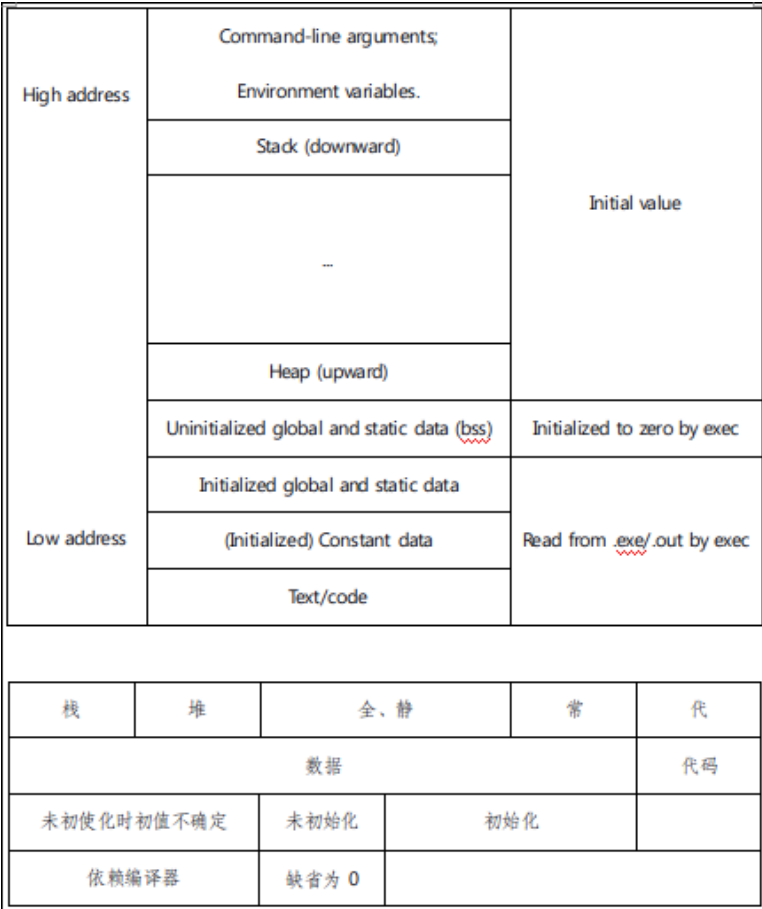 Command-line arguments;
High address
Environment variables.
Stack (downward)
Initial value
...
Heap (upward)
Uninitialized global and static data (bss)
Initialized to zero by exec
Initialized global and static data
Low address
(Initialized) Constant data
Read from .exe/.out by exec
Text/code
栈 堆 全、静 常 代
数据 代码
未初使化时初值不确定 未初始化 初始化
依赖编译器 缺省为 0